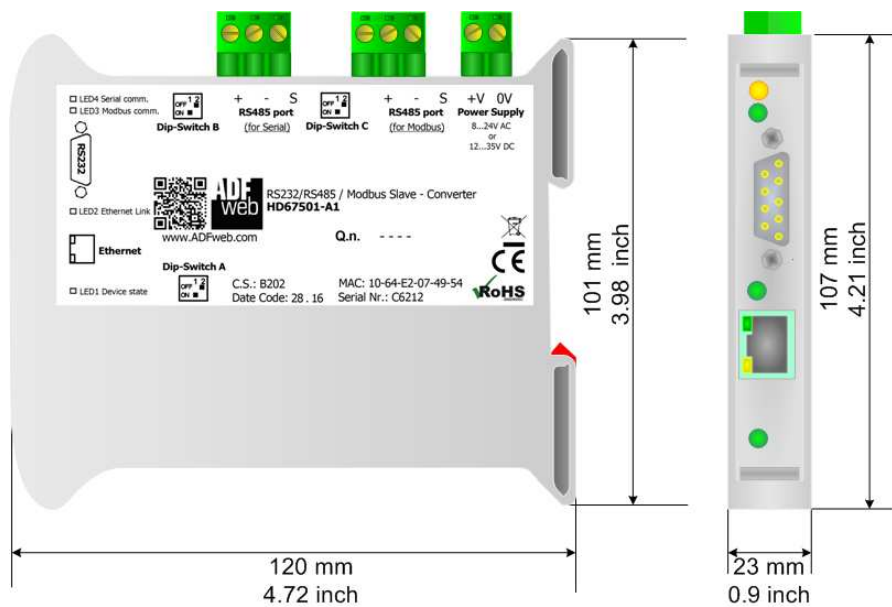 LED4 Serial comm.
LED3 Modbus comm.
OFF 1 2
ON
Dip-Switch B
+ - S
RS485 port
(for Serial)
OFF 1 2
ON
Dip-Switch C
+ - S
RS485 port
(for Modbus)
+V 0V
Power Supply
8...24V AC
or
12...35V DC
RS232
ADF
web
www.ADFweb.com
RS232/RS485 / Modbus Slave - Converter
HD67501-A1
LED2 Ethernet Link
Q.n. - - - -
Ethernet
CE
Dip-Switch A
LED1 Device state
OFF 1 2
ON
C.S.: B202
Date Code: 28 . 16
MAC: 10-64-E2-07-49-54
Serial Nr.: C6212
RoHS
101 mm
3.98 inch
107 mm
4.21 inch
120 mm
4.72 inch
23 mm
0.9 inch